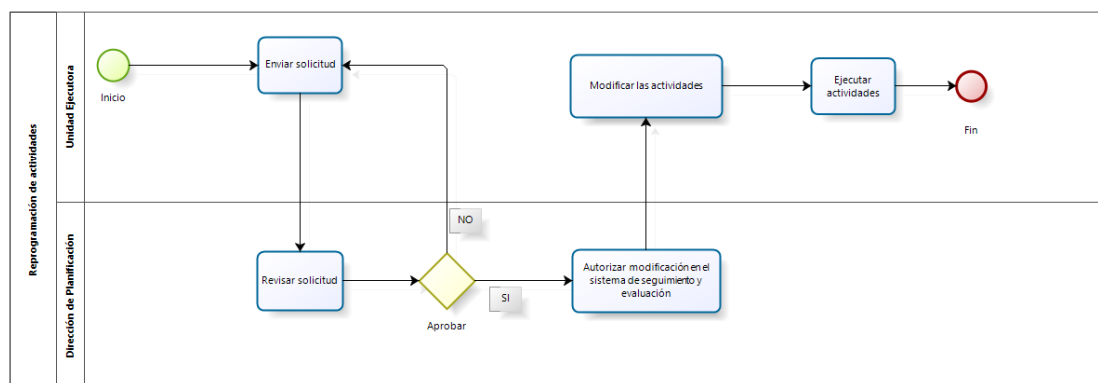 Reprogramación de actividades
Unidad Ejecutora
Inicio
Enviar solicitud
Modificar las actividades
Ejecutar
actividades
Fin
Dirección de Planificación
Revisar solicitud
Aprobar
NO
SI
Autorizar modificación en el
sistema de seguimiento y
evaluación